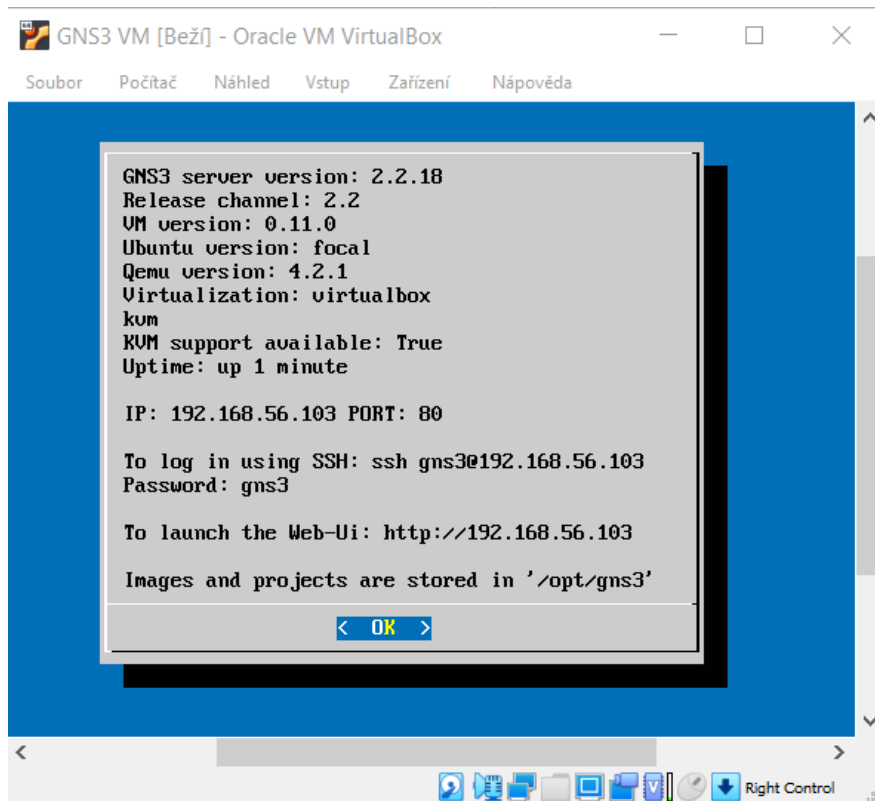 GNS3 VM [Beží] - Oracle VM VirtualBox
Soubor Počítač Náhled Vstup Zařízení Nápověda
GNS3 server version: 2.2.18
Release channel: 2.2
VM version: 0.11.0
Ubuntu version: focal
Qemu version: 4.2.1
Virtualization: virtualbox
kvm
KVM support available: True
Uptime: up 1 minute
IP: 192.168.56.103 PORT: 80
To log in using SSH: ssh gns3@192.168.56.103
Password: gns3
To launch the Web-Ui: http://192.168.56.103
Images and projects are stored in '/opt/gns3'
< OK >
Right Control